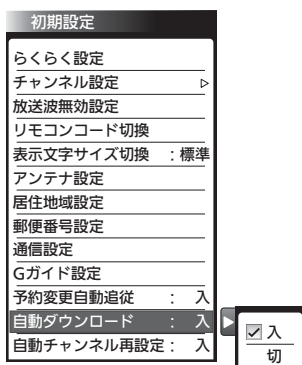 初期設定
らくらく設定
チャンネル設定 ▷
放送波無効設定
リモコンコード切換
表示文字サイズ切換 ：標準
アンテナ設定
居住地域設定
郵便番号設定
通信設定
Gガイド設定
予約変更自動追従 ： 入
自動ダウンロード ： 入
自動チャンネル再設定： 入
入
切